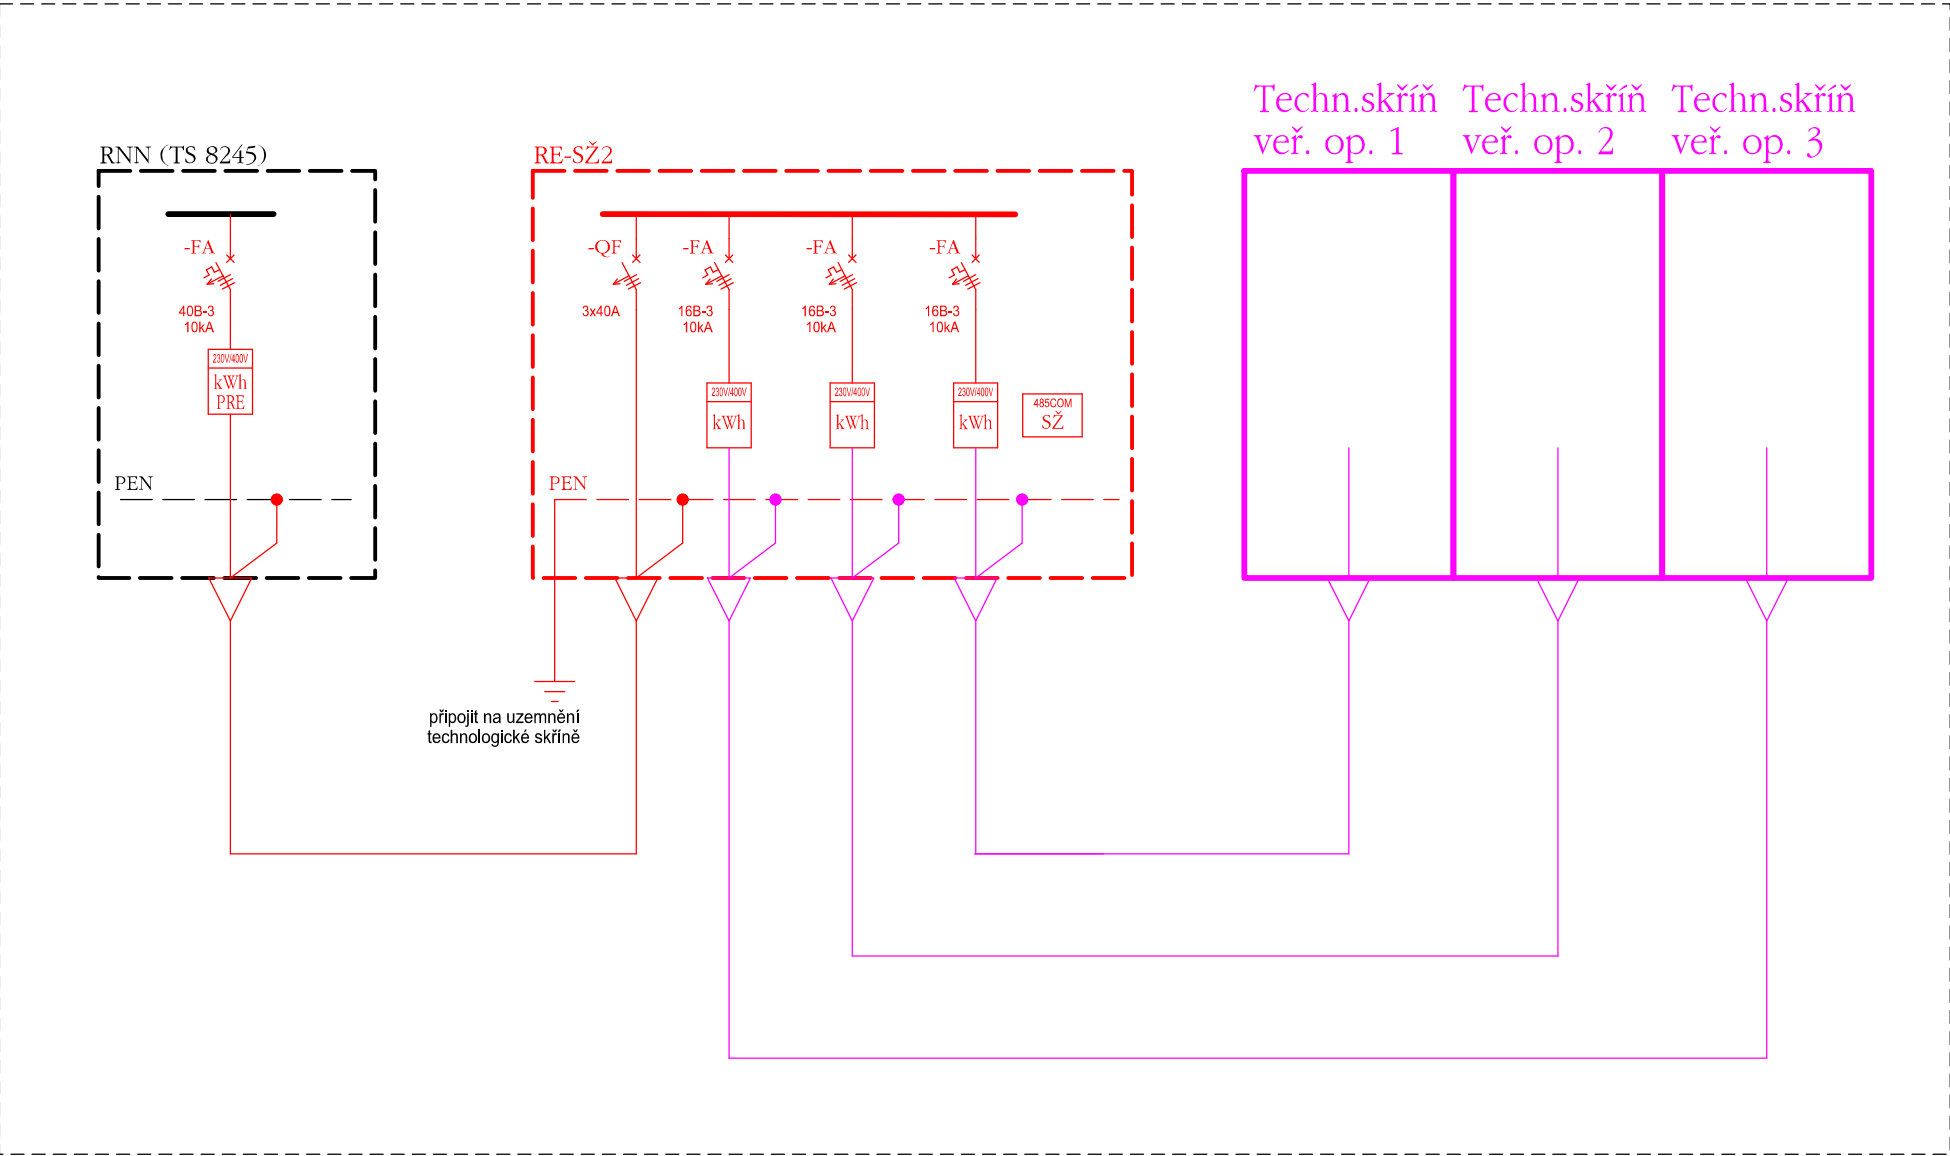 Techn.skříň
veř. op. 1
Techn.skříň
veř. op. 2
Techn.skříň
veř. op. 3
RNN (TS 8245)
-FA
40B-3
10kA
230V/400V
kWh
PRE
PEN
RE-SŽ2
-QF
3x40A
-FA
16B-3
10kA
230V/400V
kWh
-FA
16B-3
10kA
230V/400V
kWh
-FA
16B-3
10kA
230V/400V
kWh
485COM
SŽ
PEN
připojit na uzemnění
technologické skříně